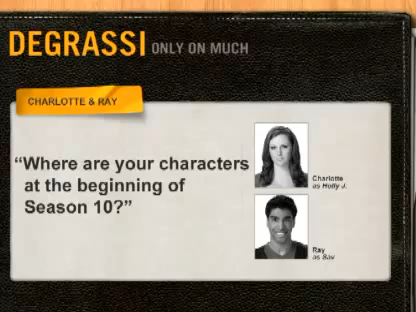 DEGRASSI ONLY ON MUCH
CHARLOTTE & RAY
“Where are your characters
at the beginning of
Season 10?”
Charlotte
as Holly J.
Ray
as Sav